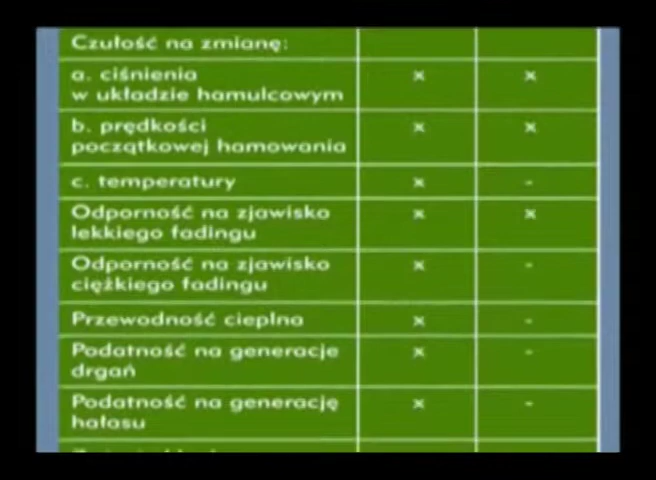 Czułość na zmianę:
a. ciśnienia x x
w układzie hamulcowym
b. prędkości x x
początkowej hamowania
c. temperatury x -
Odporność na zjawisko x x
lekkiego fadingu
Odporność na zjawisko x -
ciężkiego fadingu
Przewodność cieplna x -
Podatność na generacje x -
drgań
Podatność na generację x -
hałasu